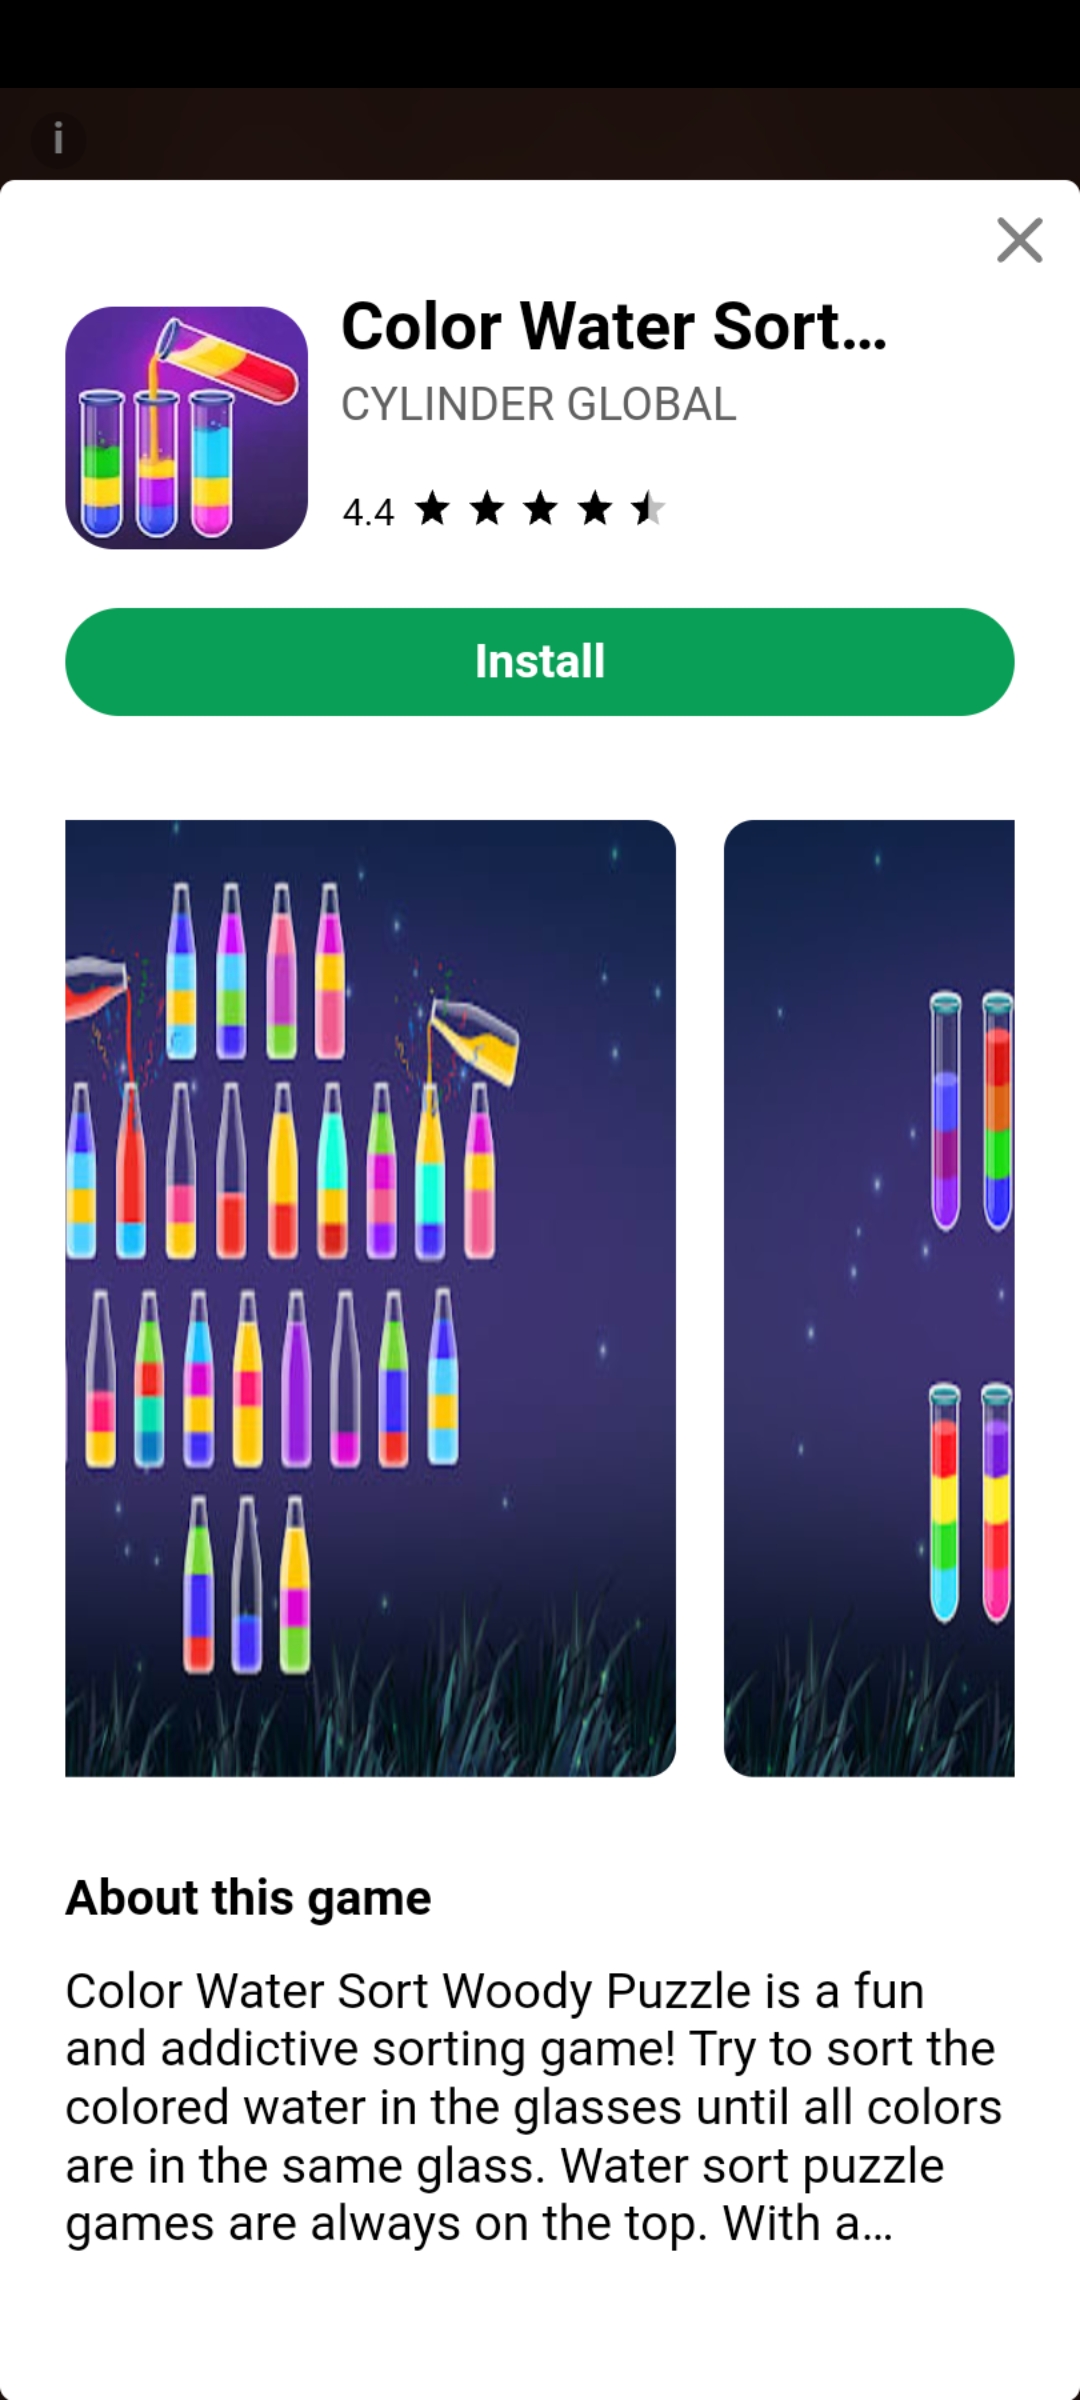 i
Color Water Sort...
CYLINDER GLOBAL
4.4
Install
About this game
Color Water Sort Woody Puzzle is a fun
and addictive sorting game! Try to sort the
colored water in the glasses until all colors
are in the same glass. Water sort puzzle
games are always on the top. With a...